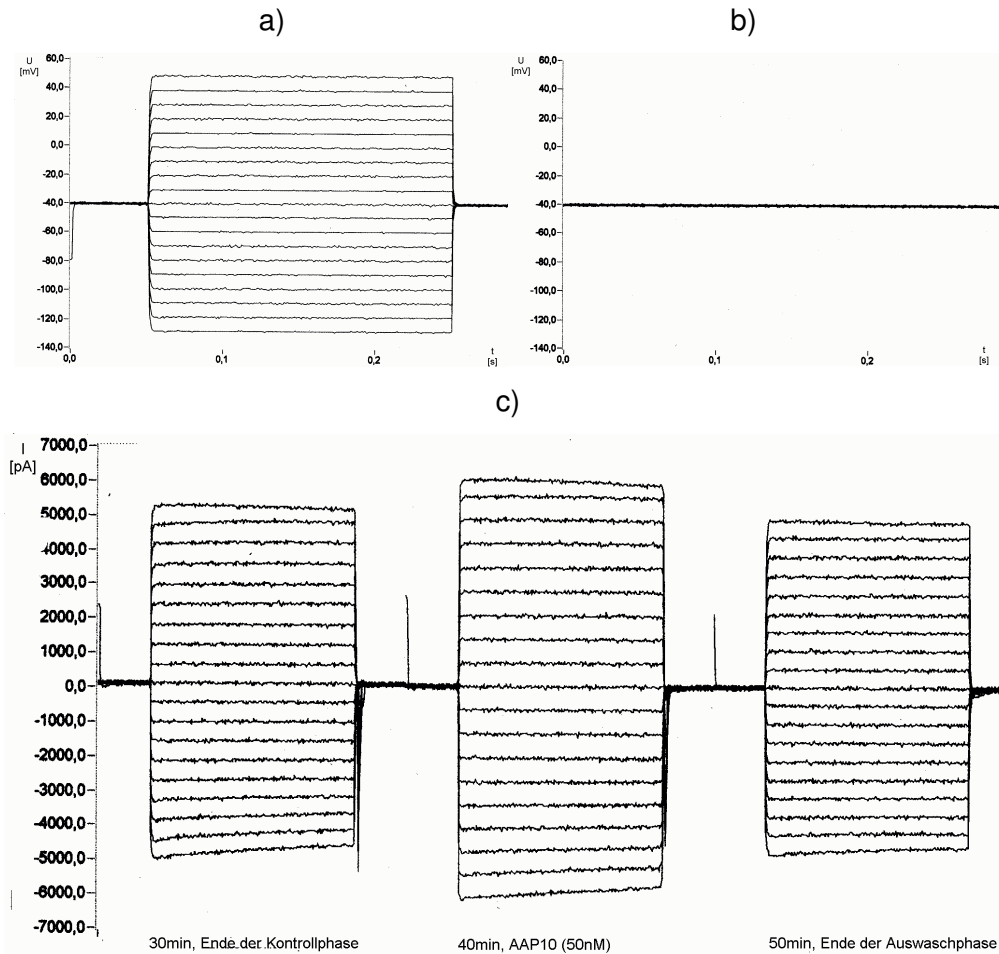 a)
b)
U
[mV]
60,0
40,0
20,0
0,0
-20,0
-40,0
-60,0
-80,0
-100,0
-120,0
-140,0
0,0
0,1
0,2
t
[s]
U
[mV]
60,0
40,0
20,0
0,0
-20,0
-40,0
-60,0
-80,0
-100,0
-120,0
-140,0
0,0
0,1
0,2
t
[s]
c)
I
[pA]
7000,0
6000,0
5000,0
4000,0
3000,0
2000,0
1000,0
0,0
-1000,0
-2000,0
-3000,0
-4000,0
-5000,0
-6000,0
-7000,0
30min, Ende der Kontrollphase
40min, AAP10 (50nM)
50min, Ende der Auswaschphase